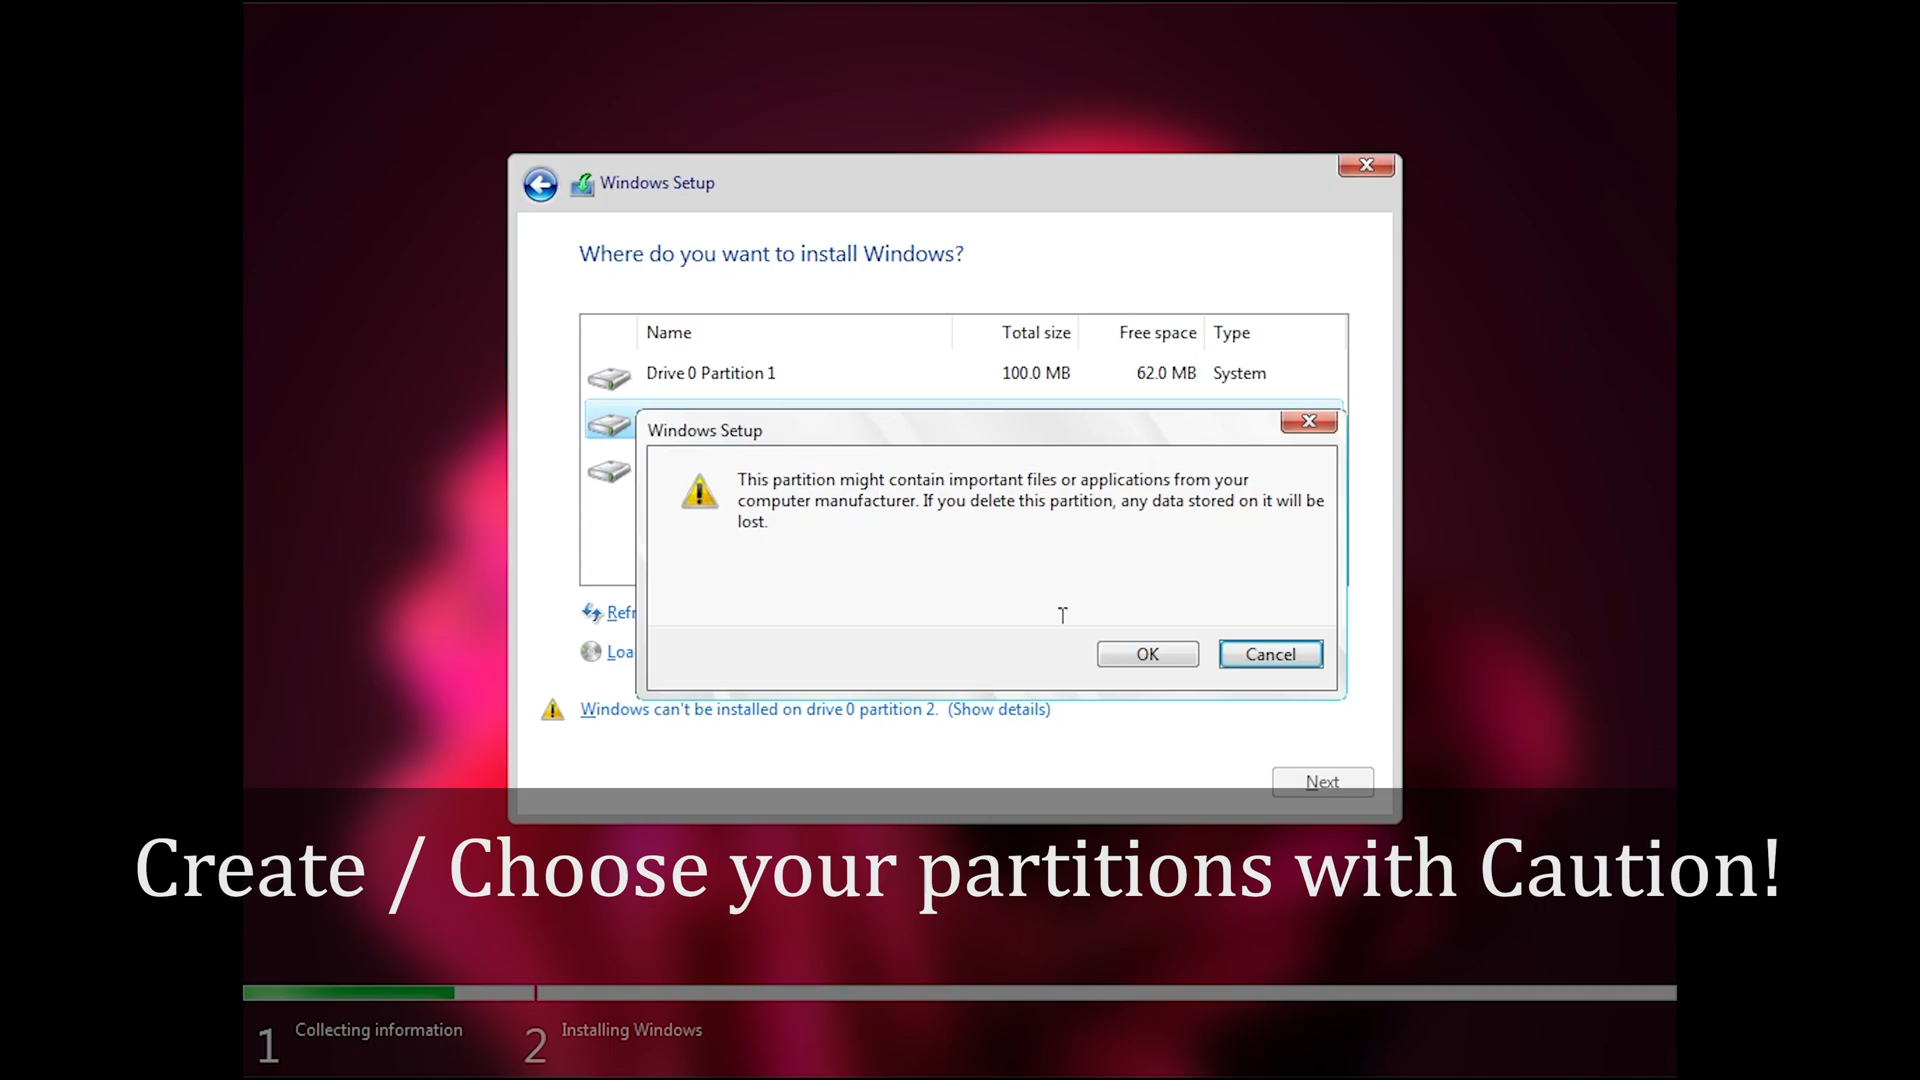 Windows Setup
Where do you want to install Windows?
Name Total size Free space Type
Drive 0 Partition 1 100.0 MB 62.0 MB System
Windows Setup
This partition might contain important files or applications from your
computer manufacturer. If you delete this partition, any data stored on it will be
lost.
Refr
OK Cancel
Loa
Windows can't be installed on drive 0 partition 2. (Show details)
Next
Create / Choose your partitions with Caution!
1 Collecting information 2 Installing Windows